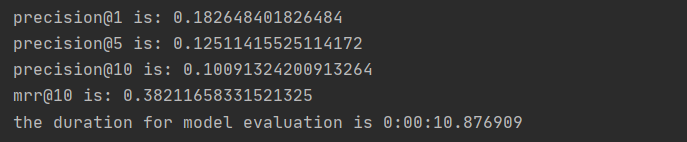 precision@1 is: 0.182648401826484
precision@5 is: 0.12511415525114172
precision@10 is: 0.10091324200913264
mrr@10 is: 0.38211658331521325
the duration for model evaluation is 0:00:10.876909